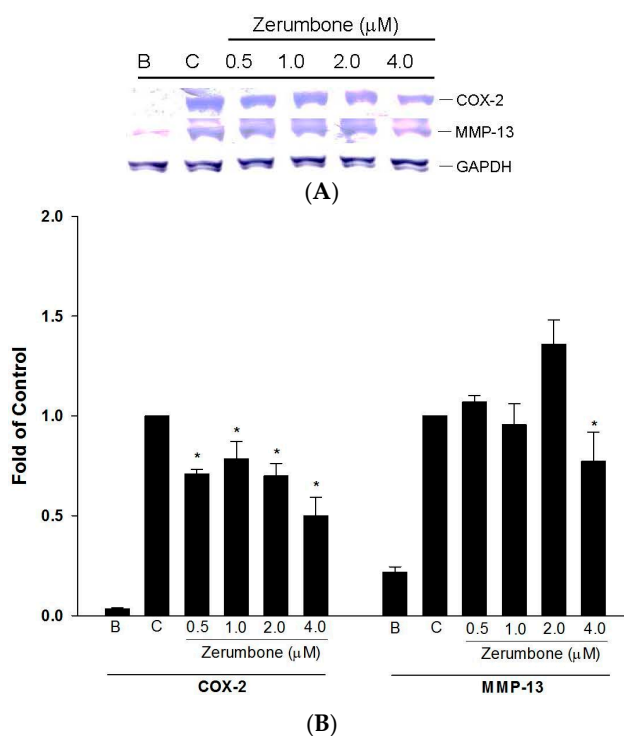 Zerumbone (μM)
B C 0.5 1.0 2.0 4.0
COX-2
MMP-13
GAPDH
(A)
2.0
1.5
1.0
0.5
0.0
Fold of Control
* * * * *
B C 0.5 1.0 2.0 4.0 B C 0.5 1.0 2.0 4.0
Zerumbone (μM) Zerumbone (μM)
COX-2 MMP-13
(B)